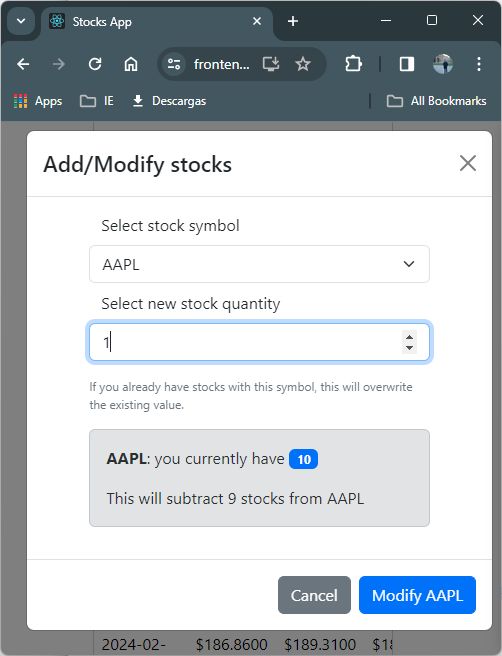 Stocks App
fronten...
Apps IE Descargas All Bookmarks
Add/Modify stocks
Select stock symbol
AAPL
Select new stock quantity
1
If you already have stocks with this symbol, this will overwrite
the existing value.
AAPL: you currently have 10
This will subtract 9 stocks from AAPL
Cancel Modify AAPL
2024-02- $186.8600 $189.3100 $18